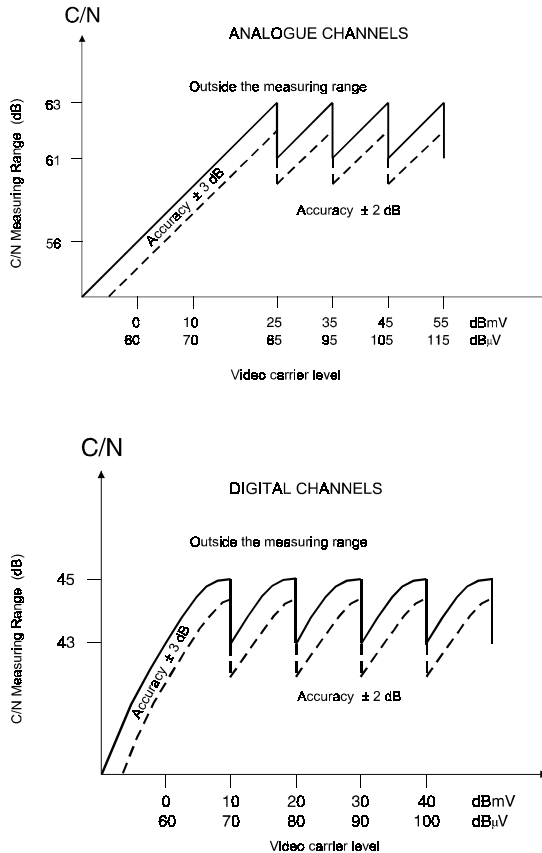 C/N
ANALOGUE CHANNELS
Outside the measuring range
C/N Measuring Range (dB)
63
61
56
Accuracy ± 3 dB
Accuracy ± 2 dB
0 10 25 35 45 55 dBmV
60 70 85 95 105 115 dBµV
Video carrier level
C/N
DIGITAL CHANNELS
Outside the measuring range
C/N Measuring Range (dB)
45
43
Accuracy ± 3 dB
Accuracy ± 2 dB
0 10 20 30 40 dBmV
60 70 80 90 100 dBµV
Video carrier level